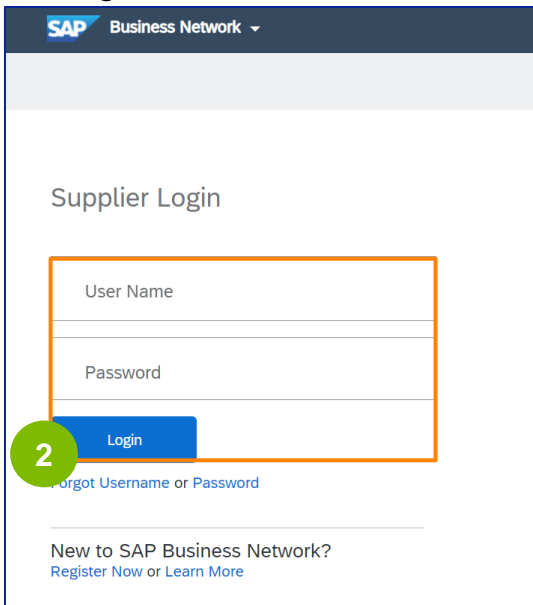 SAP Business Network
Supplier Login
User Name
Password
Login
2
Forgot Username or Password
New to SAP Business Network?
Register Now or Learn More